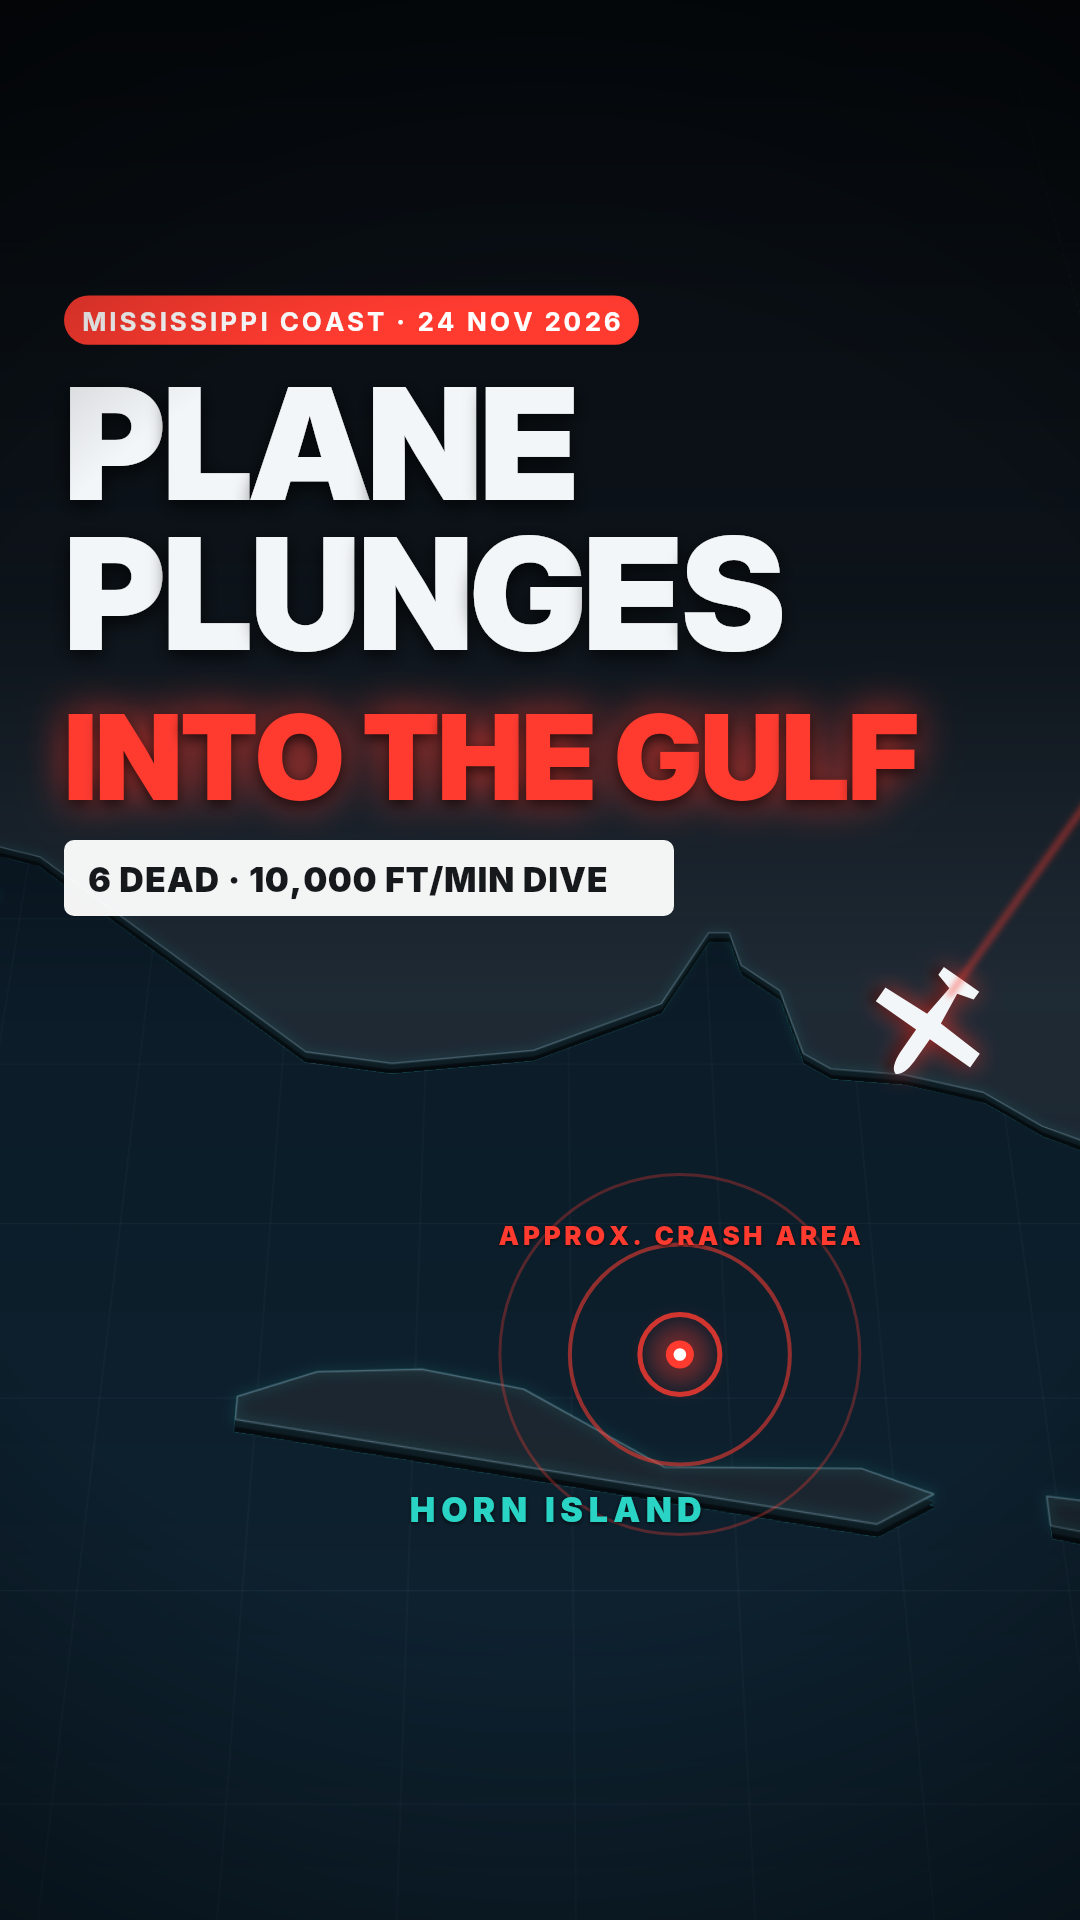 MISSISSIPPI COAST · 24 NOV 2026
PLANE
PLUNGES
INTO THE GULF
6 DEAD · 10,000 FT/MIN DIVE
APPROX. CRASH AREA
HORN ISLAND